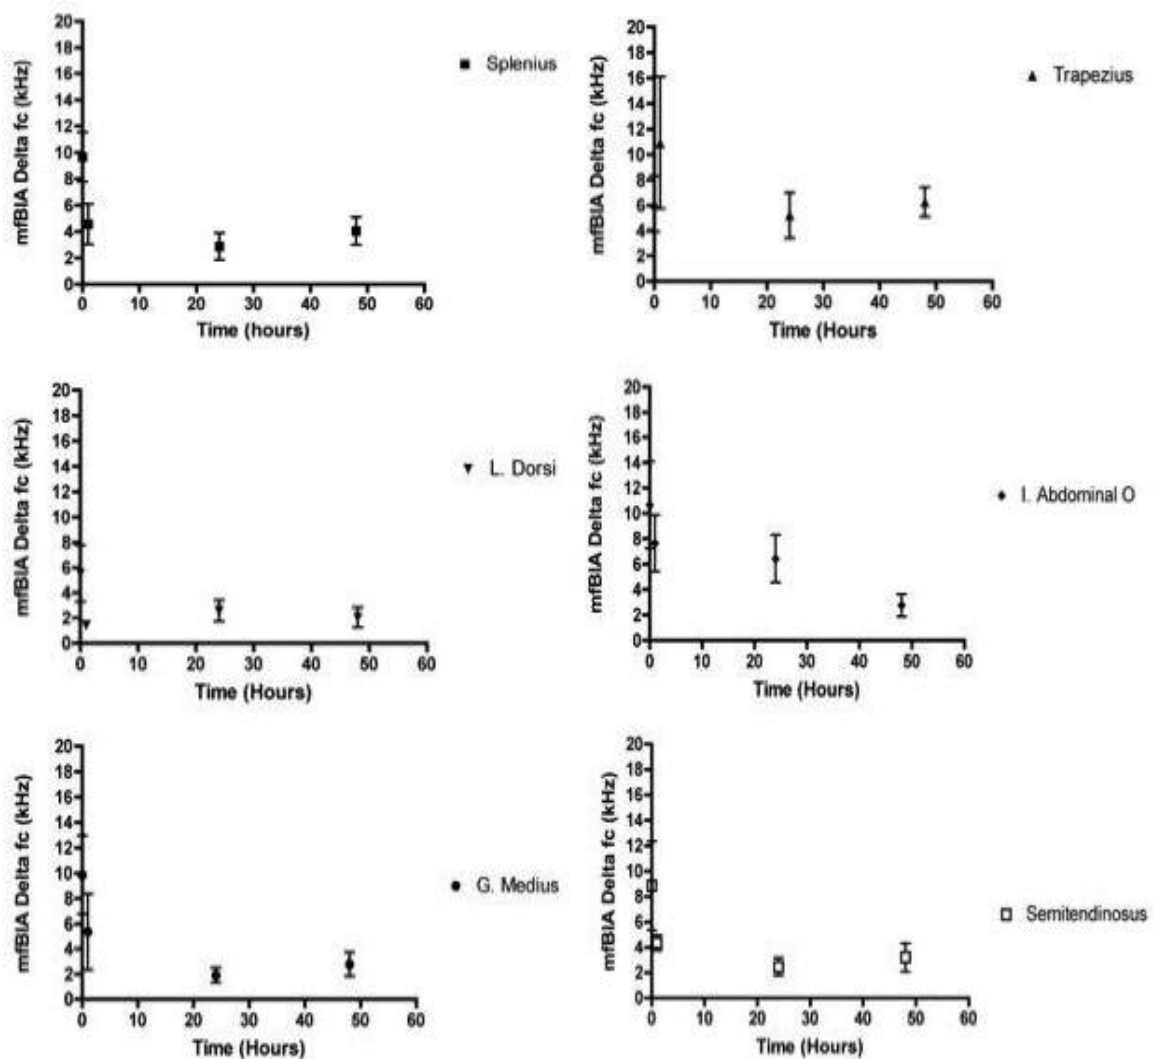 20
18
16
14
12
10
8
6
4
2
0
mfBIA Delta fc (kHz)
0 10 20 30 40 50 60
Time (hours)
Splenius
20
18
16
14
12
10
8
6
4
2
0
mfBIA Delta fc (kHz)
0 10 20 30 40 50 60
Time (Hours
Trapezius
20
18
16
14
12
10
8
6
4
2
0
mfBIA Delta fc (kHz)
0 10 20 30 40 50 60
Time (Hours)
L. Dorsi
20
18
16
14
12
10
8
6
4
2
0
mfBIA Delta fc (kHz)
0 10 20 30 40 50 60
Time (Hours)
I. Abdominal O
20
18
16
14
12
10
8
6
4
2
0
mfBIA Delta fc (kHz)
0 10 20 30 40 50 60
Time (Hours)
G. Medius
20
18
16
14
12
10
8
6
4
2
0
mfBIA Delta fc (kHz)
0 10 20 30 40 50 60
Time (Hours)
Semitendinosus